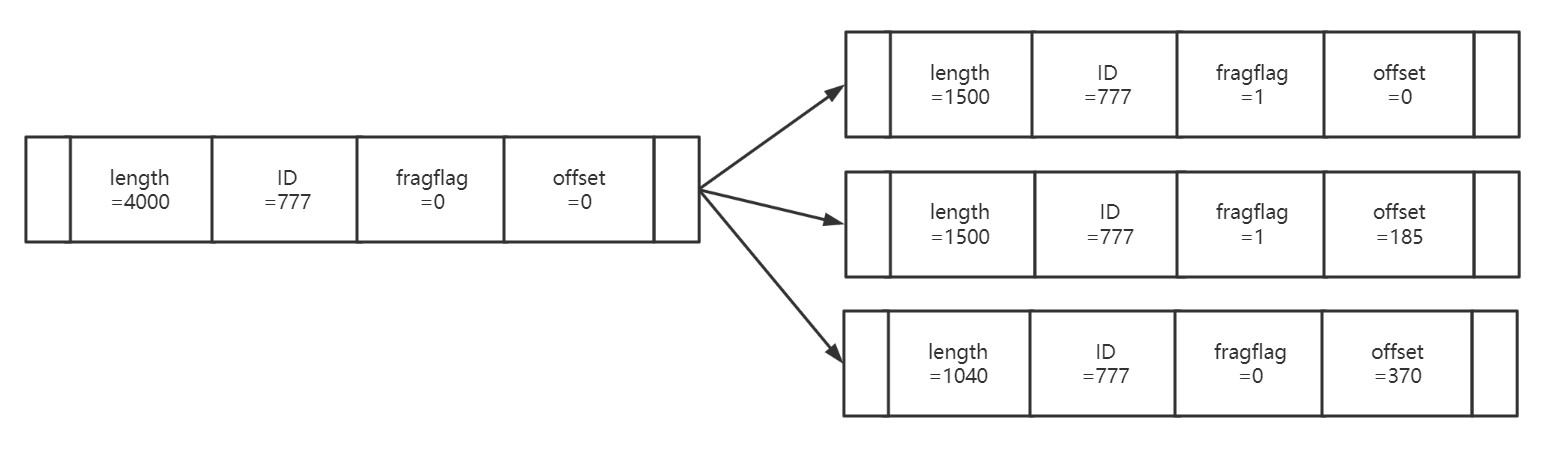 length
=4000
ID
=777
fragflag
=0
offset
=0
length
=1500
ID
=777
fragflag
=1
offset
=0
length
=1500
ID
=777
fragflag
=1
offset
=185
length
=1040
ID
=777
fragflag
=0
offset
=370